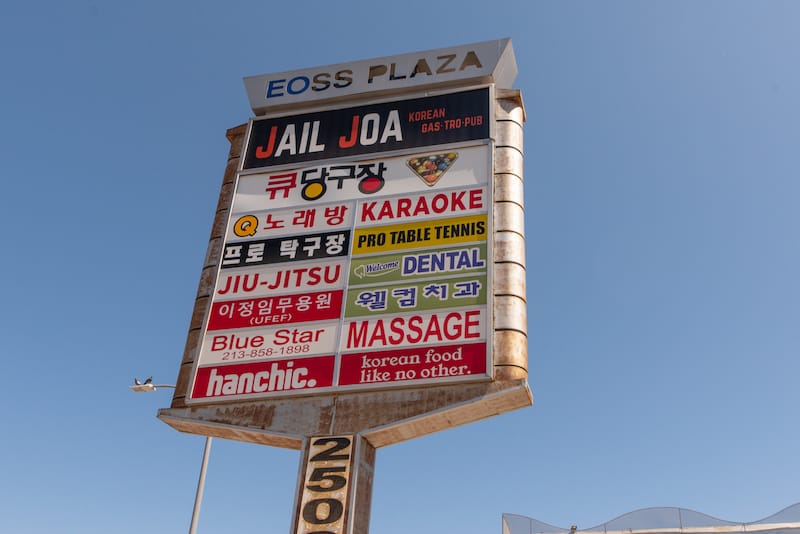 EOSS PLAZA
JAIL JOA
KOREAN
GAS·TRO·PUB
큐당구장
Q 노래방
KARAOKE
프로 탁구장
PRO TABLE TENNIS
JIU-JITSU
Welcome DENTAL
이정임무용원
(UFEF)
웰컴치과
Blue Star
213-858-1898
MASSAGE
hanchic.
korean food
like no other.
250